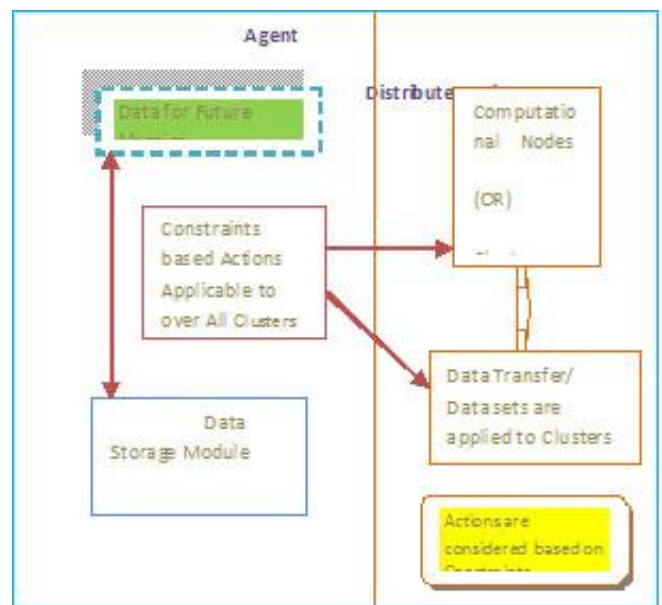 Agent
Data for Future
Constraints
based Actions
Applicable to
over All Clusters
Data
Storage Module
Distribute
Computatio
nal Nodes
(OR)
Data Transfer/
Datasets are
applied to Clusters
Actions are
considered based on
Constraints